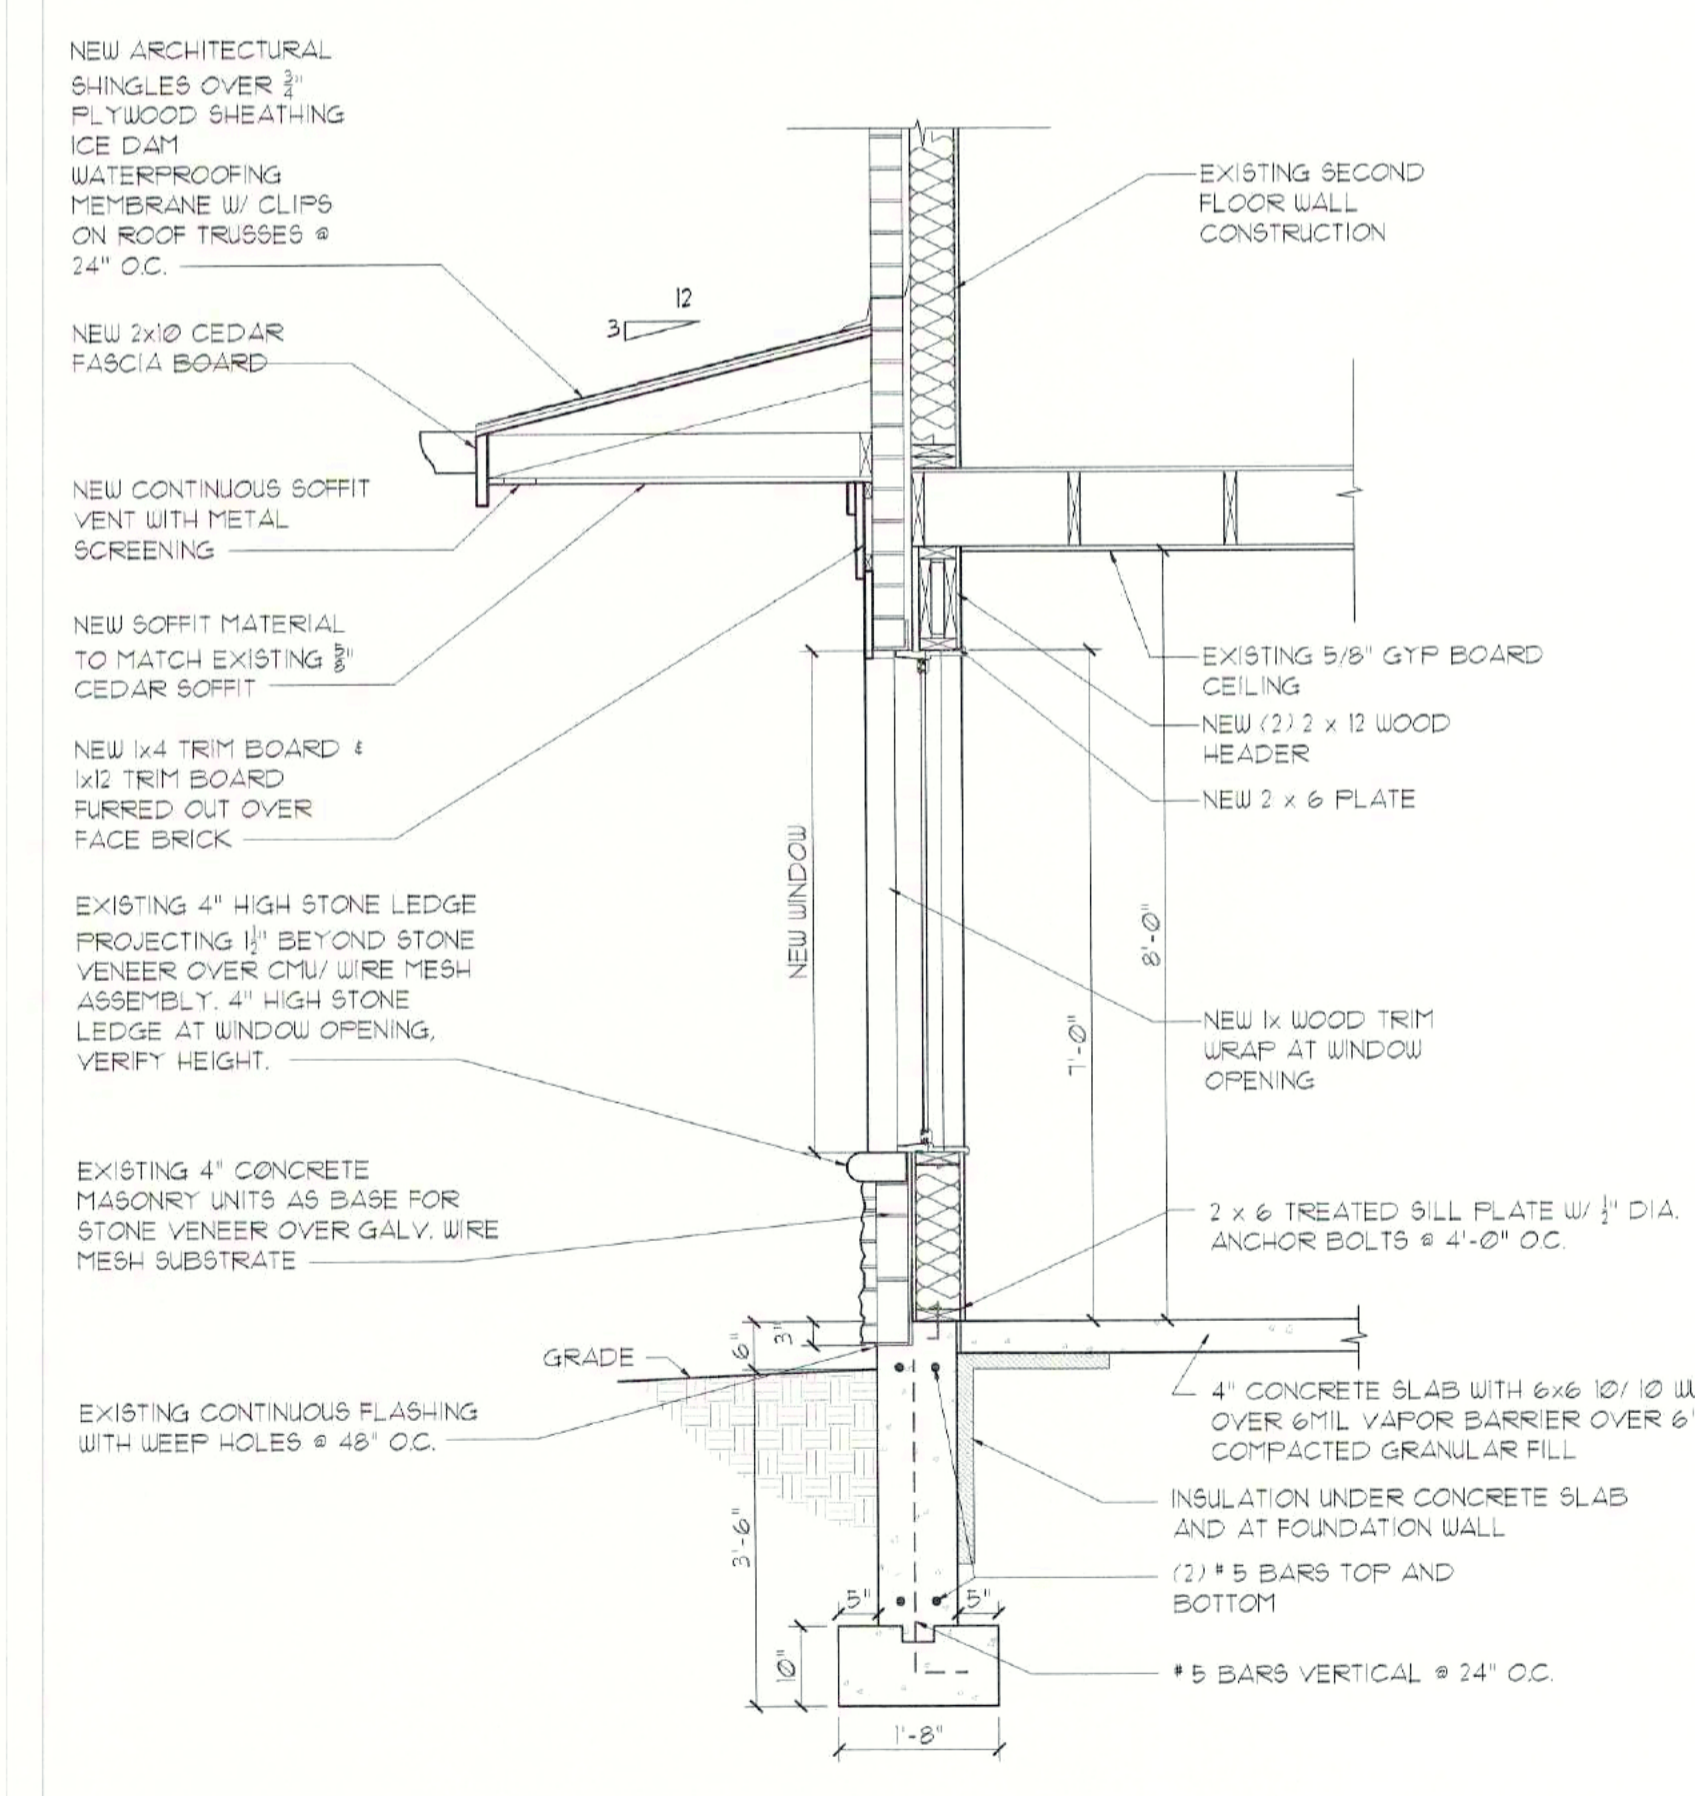 NEW ARCHITECTURAL
SHINGLES OVER 3/4"
PLYWOOD SHEATHING
ICE DAM
WATERPROOFING
MEMBRANE W/ CLIPS
ON ROOF TRUSSES @
24" O.C.
NEW 2x10 CEDAR
FASCIA BOARD
NEW CONTINUOUS SOFFIT
VENT WITH METAL
SCREENING
NEW SOFFIT MATERIAL
TO MATCH EXISTING 5/8"
CEDAR SOFFIT
NEW 1x4 TRIM BOARD &
1x12 TRIM BOARD
FURRED OUT OVER
FACE BRICK
EXISTING 4" HIGH STONE LEDGE
PROJECTING 1 1/2" BEYOND STONE
VENEER OVER CMU/ WIRE MESH
ASSEMBLY. 4" HIGH STONE
LEDGE AT WINDOW OPENING,
VERIFY HEIGHT.
EXISTING 4" CONCRETE
MASONRY UNITS AS BASE FOR
STONE VENEER OVER GALV. WIRE
MESH SUBSTRATE
GRADE
EXISTING CONTINUOUS FLASHING
WITH WEEP HOLES @ 48" O.C.
12
3
NEW WINDOW
6"
3"
3'-6"
5"
5"
10"
1'-8"
7'-0"
8'-0"
EXISTING SECOND
FLOOR WALL
CONSTRUCTION
EXISTING 5/8" GYP BOARD
CEILING
NEW (2) 2 x 12 WOOD
HEADER
NEW 2 x 6 PLATE
NEW 1x WOOD TRIM
WRAP AT WINDOW
OPENING
2 x 6 TREATED SILL PLATE W/ 1/2" DIA.
ANCHOR BOLTS @ 4'-0" O.C.
4" CONCRETE SLAB WITH 6x6 10/ 10
OVER 6MIL VAPOR BARRIER OVER 6"
COMPACTED GRANULAR FILL
INSULATION UNDER CONCRETE SLAB
AND AT FOUNDATION WALL
(2) # 5 BARS TOP AND
BOTTOM
# 5 BARS VERTICAL @ 24" O.C.